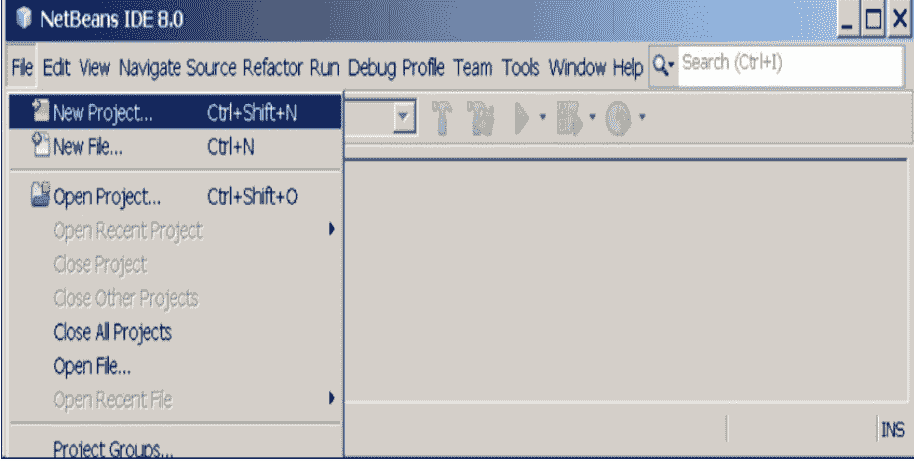 NetBeans IDE 8.0
File Edit View Navigate Source Refactor Run Debug Profile Team Tools Window Help Search (Ctrl+I)
New Project... Ctrl+Shift+N
New File... Ctrl+N
Open Project... Ctrl+Shift+O
Open Recent Project
Close Project
Close Other Projects
Close All Projects
Open File...
Open Recent File
Project Groups...
INS